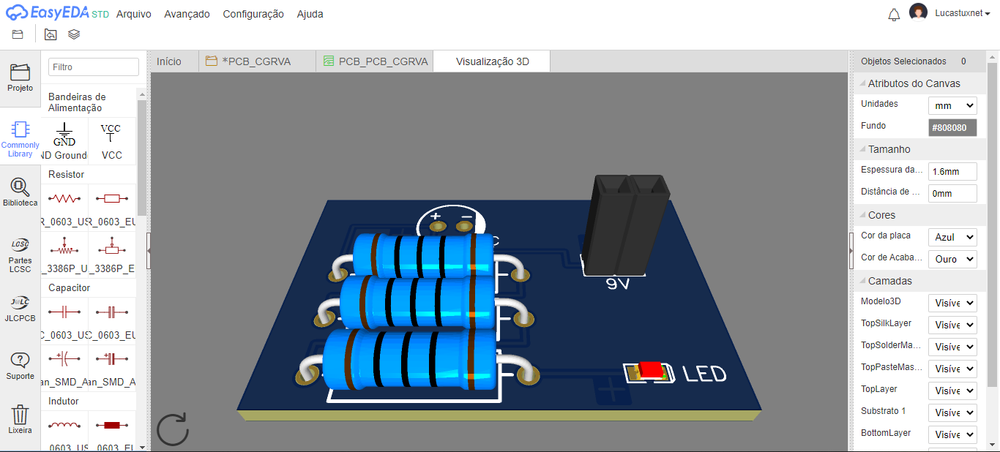 EasyEDA STD Arquivo Avançado Configuração Ajuda
Lucastuxnet
Projeto
Commonly
Library
Biblioteca
LCSC
Partes
LCSC
J@LC
JLCPCB
Suporte
Lixeira
Filtro
Bandeiras de
Alimentação
GND
VCC
ND Ground
VCC
Resistor
R_0603_US
R_0603_EU
_3386P_U
_3386P_E
Capacitor
C_0603_US
C_0603_EU
an_SMD_A
an_SMD_A
Indutor
_0603_US
_0603_EU
Início
*PCB_CGRVA
PCB_PCB_CGRVA
Visualização 3D
+ −
C
9V
LED
+
Objetos Selecionados 0
Atributos do Canvas
Unidades mm
Fundo #808080
Tamanho
Espessura da... 1.6mm
Distância de ... 0mm
Cores
Cor da placa Azul
Cor de Acaba... Ouro
Camadas
Modelo3D Visíve
TopSilkLayer Visíve
TopSolderMa... Visíve
TopPasteMas... Visíve
TopLayer Visíve
Substrato 1 Visíve
BottomLayer Visíve